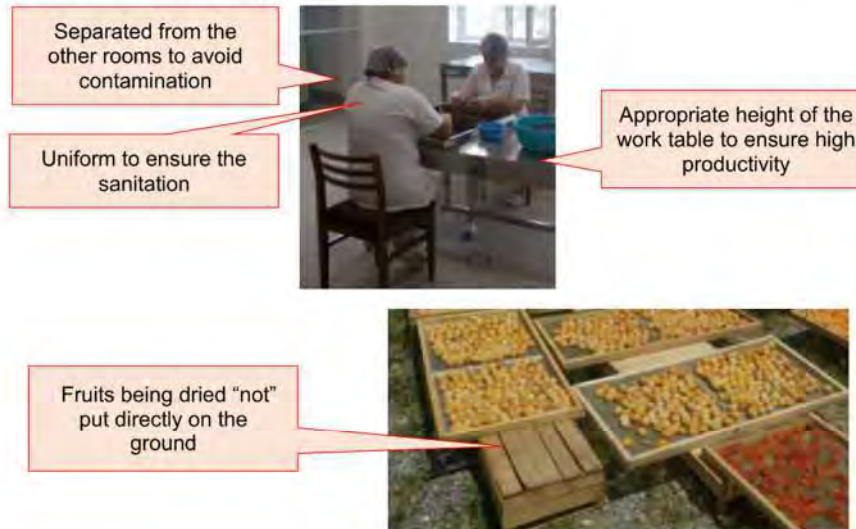 Separated from the
other rooms to avoid
contamination
Uniform to ensure the
sanitation
Appropriate height of the
work table to ensure high
productivity
Fruits being dried “not”
put directly on the
ground